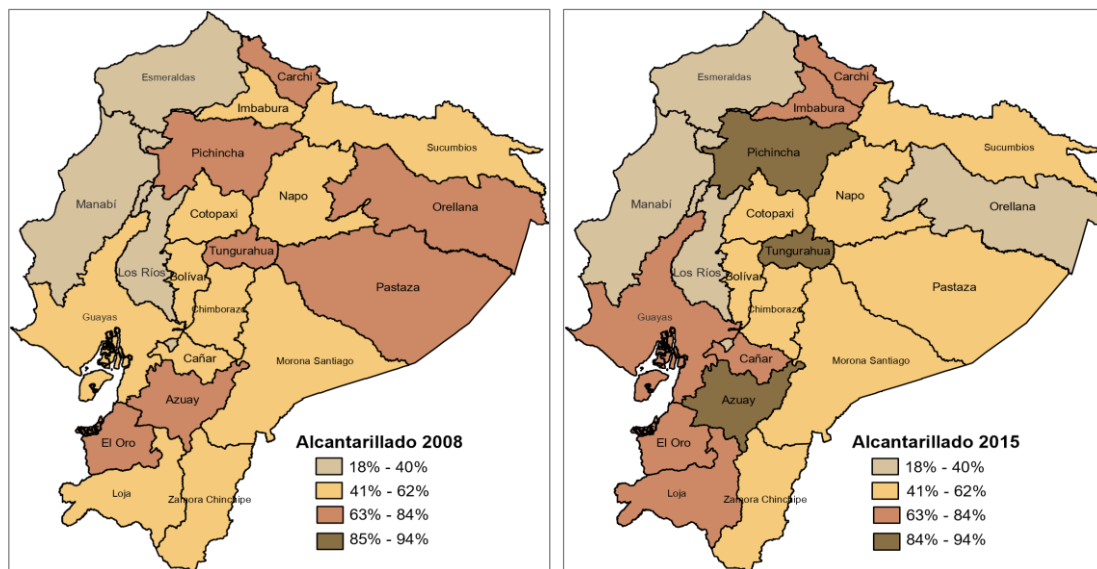 Esmeraldas
Carchi
Imbabura
Sucumbios
Pichincha
Manabí
Napo
Orellana
Cotopaxi
Tungurahua
Los Ríos
Bolívar
Pastaza
Guayas
Chimborazo
Cañar
Morona Santiago
Azuay
El Oro
Loja
Zamora Chinchipe
Alcantarillado 2008
18% - 40%
41% - 62%
63% - 84%
85% - 94%
Esmeraldas
Carchi
Imbabura
Sucumbios
Pichincha
Manabí
Napo
Orellana
Cotopaxi
Tungurahua
Los Ríos
Bolívar
Pastaza
Guayas
Chimborazo
Cañar
Morona Santiago
Azuay
El Oro
Loja
Zamora Chinchipe
Alcantarillado 2015
18% - 40%
41% - 62%
63% - 84%
84% - 94%